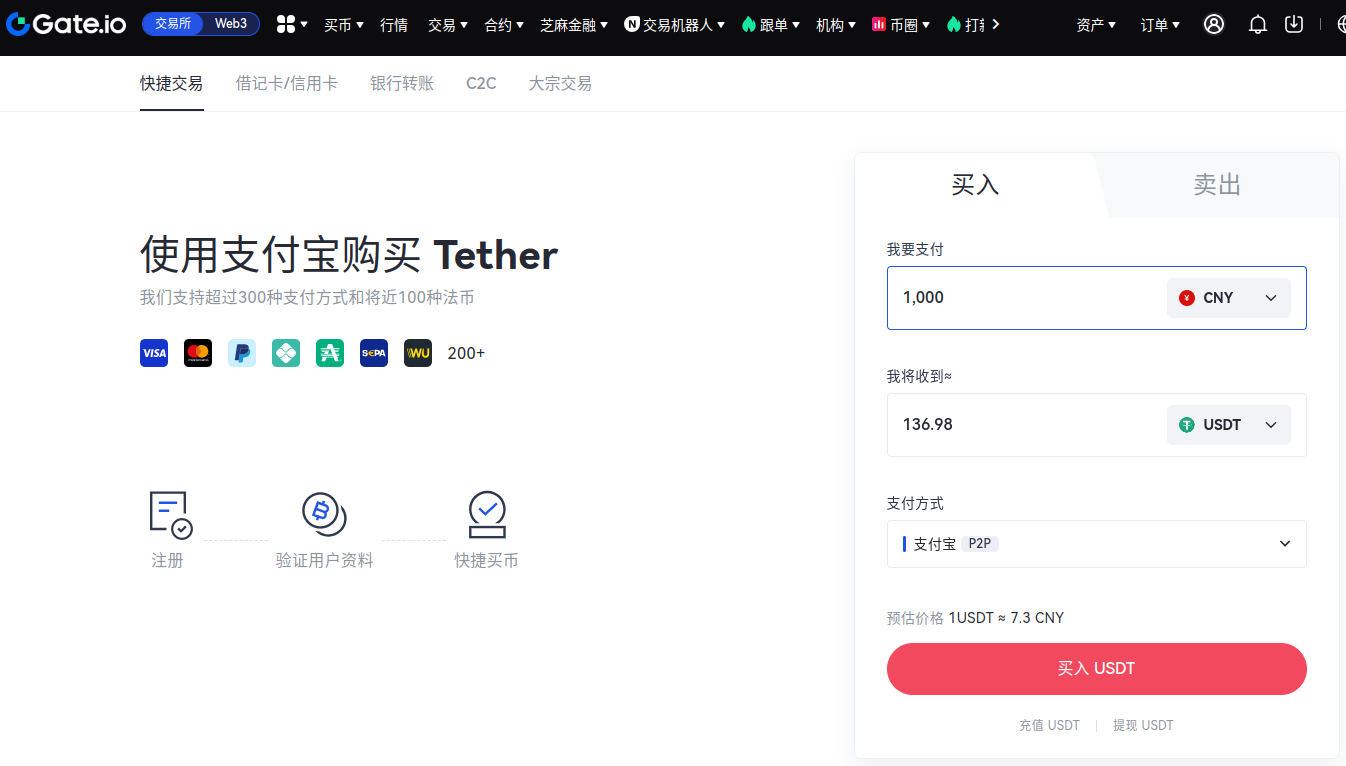 Gate.io 交易所 Web3 买币 行情 交易 合约 芝麻金融 交易机器人 跟单 机构 币圈 资产 订单
快捷交易 借记卡/信用卡 银行转账 C2C 大宗交易
买入 卖出
使用支付宝购买 Tether
我们支持超过300种支付方式和将近100种法币
VISA SEPA WU 200+
注册 验证用户资料 快捷买币
我要支付
1,000 CNY
我将收到≈
136.98 USDT
支付方式
支付宝 P2P
预估价格 1USDT ≈ 7.3 CNY
买入 USDT
充值 USDT 提现 USDT